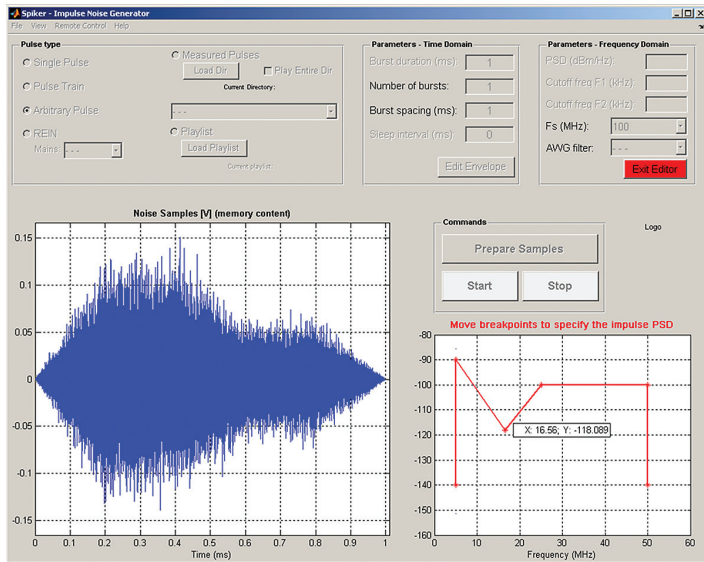 Spiker - Impulse Noise Generator
File View Remote Control Help
Pulse type
Single Pulse
Measured Pulses
Load Dir
Play Entire Dir
Pulse Train
Current Directory:
Arbitrary Pulse
- - -
REIN
Playlist
Mains: - - -
Load Playlist
Current playlist:
Parameters - Time Domain
Burst duration (ms): 1
Number of bursts: 1
Burst spacing (ms): 1
Sleep interval (ms): 0
Edit Envelope
Parameters - Frequency Domain
PSD (dBm/Hz):
Cutoff freq F1 (kHz):
Cutoff freq F2 (kHz):
Fs (MHz): 100
AWG filter: - - -
Exit Editor
Noise Samples [V] (memory content)
0.15
0.1
0.05
0
-0.05
-0.1
-0.15
0 0.1 0.2 0.3 0.4 0.5 0.6 0.7 0.8 0.9 1
Time (ms)
Commands
Prepare Samples
Start Stop
Logo
Move breakpoints to specify the impulse PSD
-80
-90
-100
-110
-120
-130
-140
-150
-160
X: 16.56; Y: -118.089
0 10 20 30 40 50 60
Frequency (MHz)